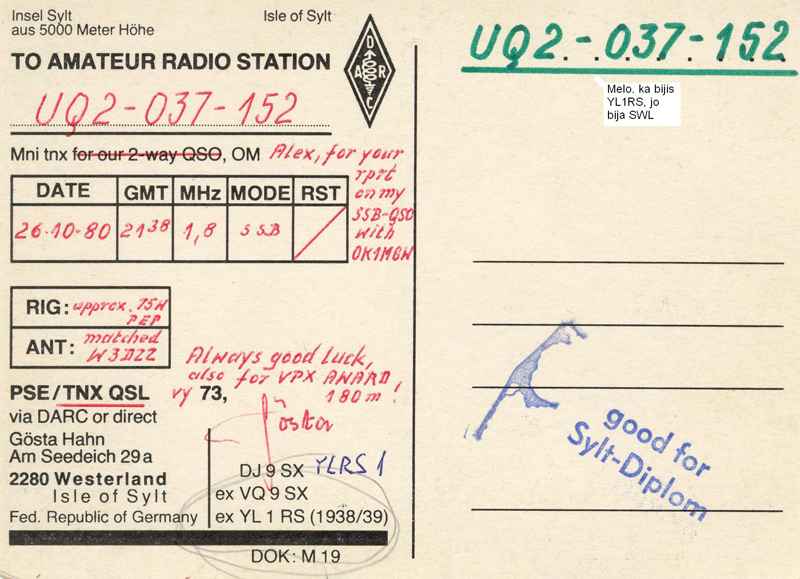 Insel Sylt Isle of Sylt
aus 5000 Meter Höhe
TO AMATEUR RADIO STATION
DARC
UQ2-037-152
Mni tnx for our 2-way QSO, OM Alex, for your
rprt
on my
SSB-QSO
with
OK1MGW
DATE GMT MHz MODE RST
26-10-80 21 38 1,8 SSB
RIG: approx. 75W
PEP
ANT: matched
W3DZZ
Always good luck,
also for VPX AWARD,
180m!
PSE/TNX QSL vy 73,
via DARC or direct
Gösta
Gösta Hahn
Am Seedeich 29a
2280 Westerland
Isle of Sylt
Fed. Republic of Germany
DJ 9 SX YLRS 1
ex VQ 9 SX
ex YL 1 RS (1938/39)
DOK: M 19
UQ2-037-152
Melo. ka bijis
YL1RS, jo
bija SWL
good for
Sylt-Diplom